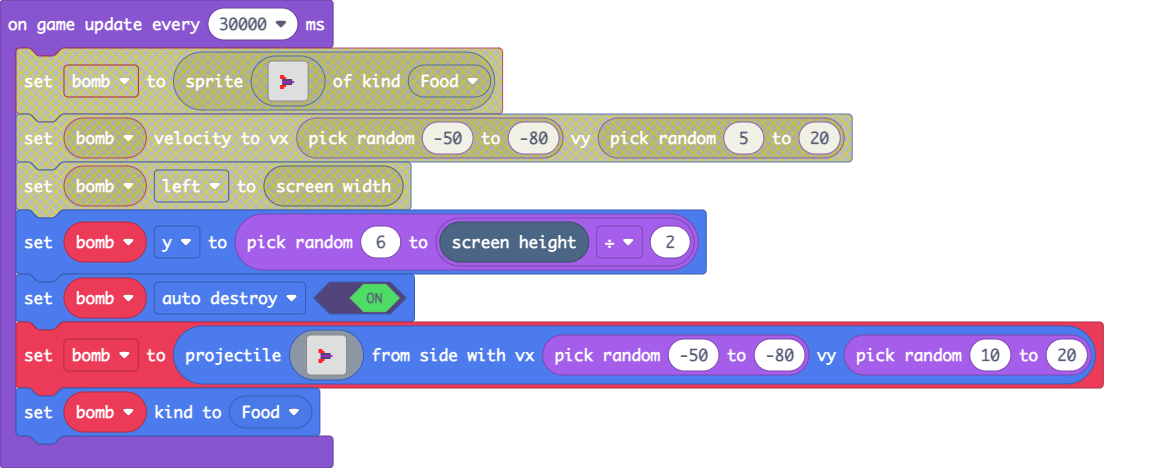 on game update every 30000 ms
set bomb to sprite of kind Food
set bomb velocity to vx pick random -50 to -80 vy pick random 5 to 20
set bomb left to screen width
set bomb y to pick random 6 to screen height ÷ 2
set bomb auto destroy ON
set bomb to projectile from side with vx pick random -50 to -80 vy pick random 10 to 20
set bomb kind to Food